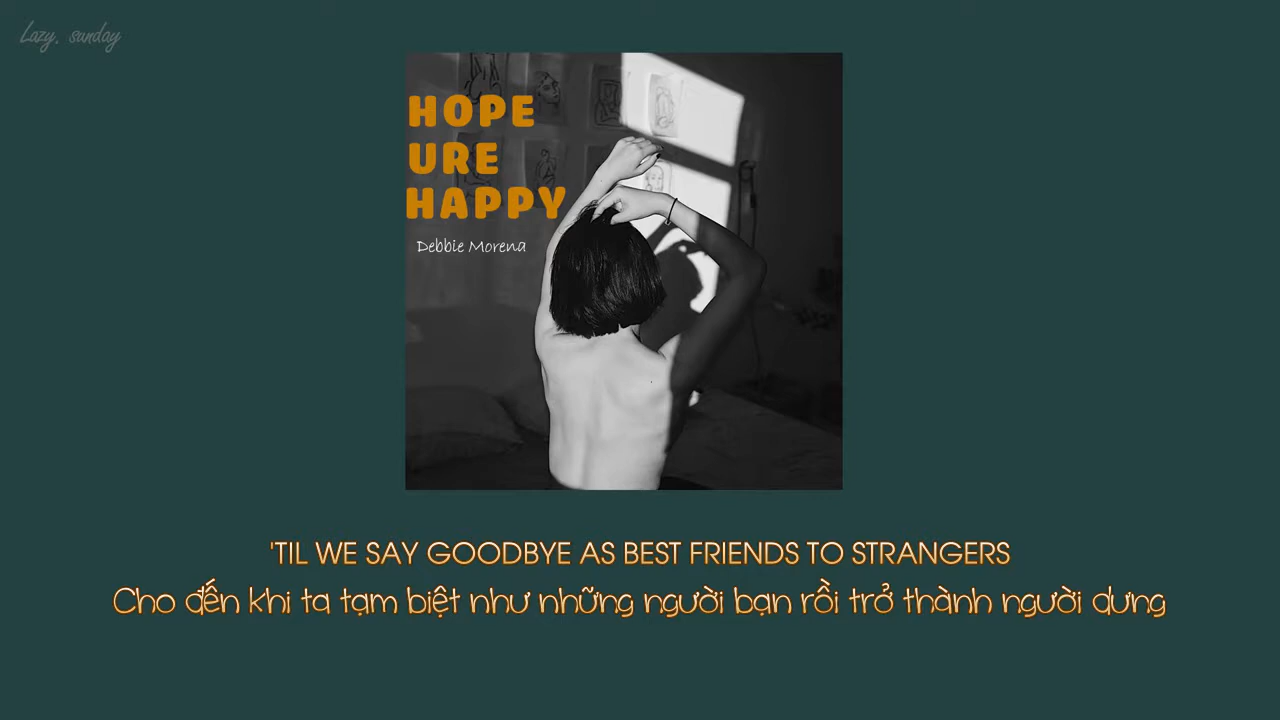 Lazy. sunday
HOPE
URE
HAPPY
Debbie Morena
'TIL WE SAY GOODBYE AS BEST FRIENDS TO STRANGERS
Cho đến khi ta tạm biệt như những người bạn rồi trở thành người dưng